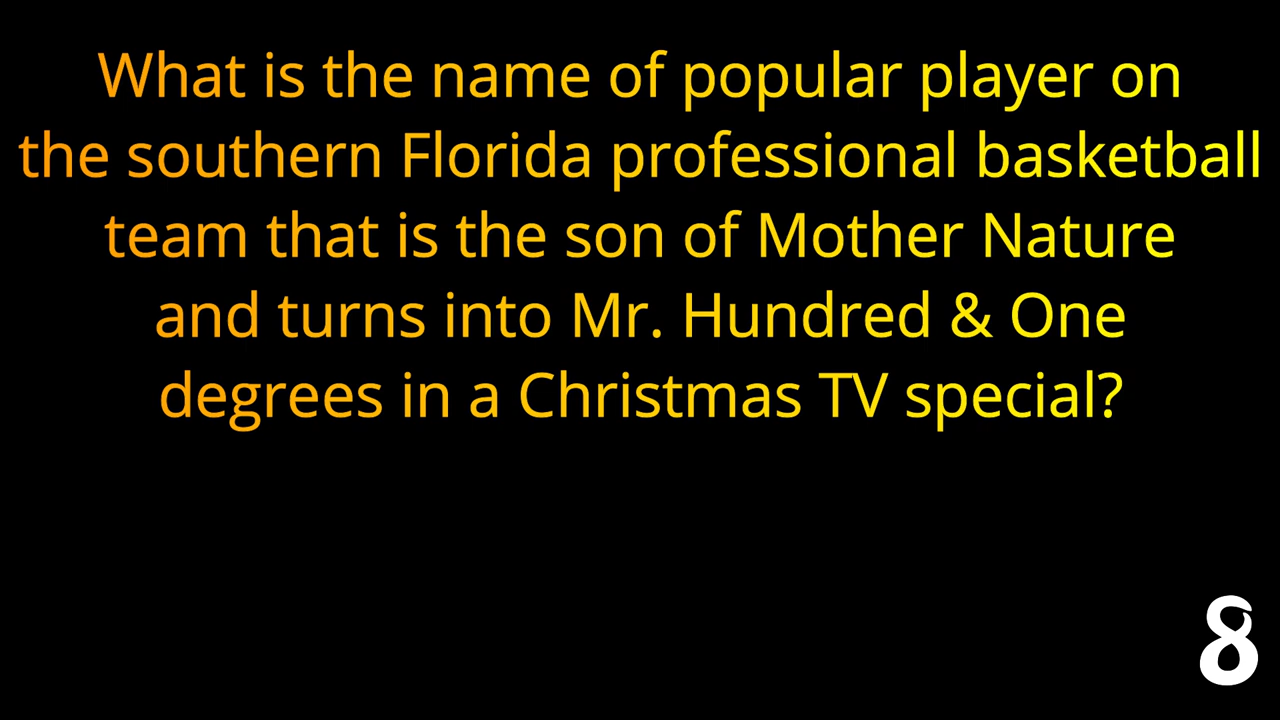 What is the name of popular player on
the southern Florida professional basketball
team that is the son of Mother Nature
and turns into Mr. Hundred & One
degrees in a Christmas TV special?
8